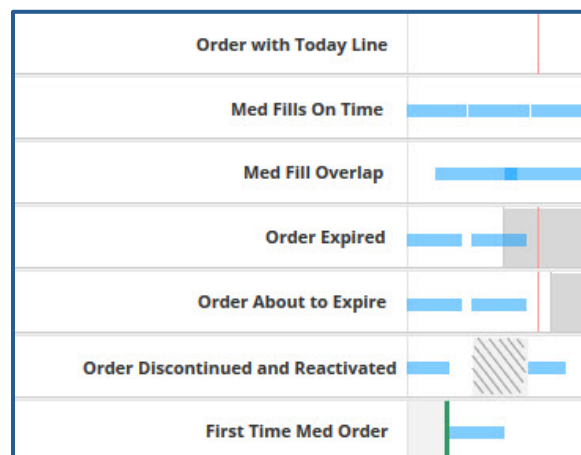 Order with Today Line
Med Fills On Time
Med Fill Overlap
Order Expired
Order About to Expire
Order Discontinued and Reactivated
First Time Med Order